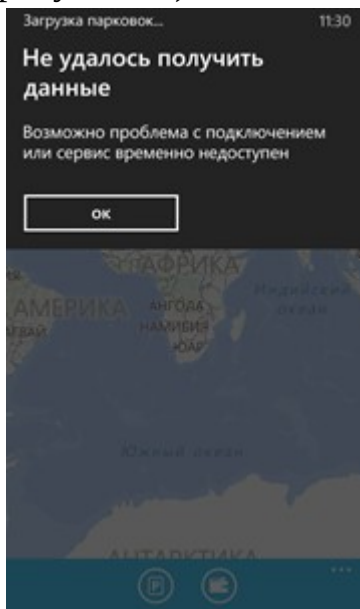 Загрузка парковок... 11:30
Не удалось получить
данные
Возможно проблема с подключением
или сервис временно недоступен
ок
АФРИКА
Индийский
АМЕРИКА АНГОЛА океан
НАМИБИЯ
ЮАР
Южный океан
АНТАРКТИКА
P